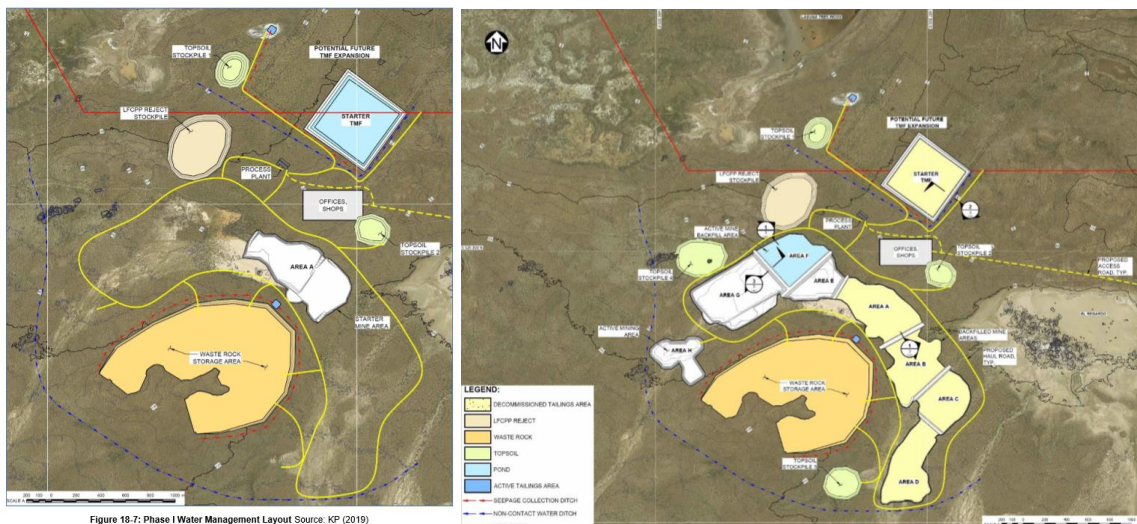 TOPSOIL
STOCKPILE 1
POTENTIAL FUTURE
TMF EXPANSION
LFCPP REJECT
STOCKPILE
STARTER
TMF
PROCESS
PLANT
OFFICES,
SHOPS
TOPSOIL
STOCKPILE 2
AREA A
STARTER
MINE AREA
WASTE ROCK
STORAGE AREA
SCALE A
Figure 18-7: Phase I Water Management Layout Source: KP (2019)
N
TOPSOIL
STOCKPILE 1
POTENTIAL FUTURE
TMF EXPANSION
LFCPP REJECT
STOCKPILE
STARTER
TMF
PROCESS
PLANT
ACTIVE MINE
BACKFILL AREA
OFFICES,
SHOPS
TOPSOIL
STOCKPILE 2
PROPOSED
ACCESS
ROAD, TYP.
TOPSOIL
STOCKPILE 4
AREA F
AREA E
AREA G
AREA A
ACTIVE MINING
AREA
AREA H
BACKFILLED MINE
AREAS
PROPOSED
HAUL ROAD,
TYP.
AREA B
WASTE ROCK
STORAGE AREA
AREA C
TOPSOIL
STOCKPILE 3
AREA D
LEGEND:
DECOMMISSIONED TAILINGS AREA
LFCPP REJECT
WASTE ROCK
TOPSOIL
POND
ACTIVE TAILINGS AREA
SEEPAGE COLLECTION DITCH
NON-CONTACT WATER DITCH